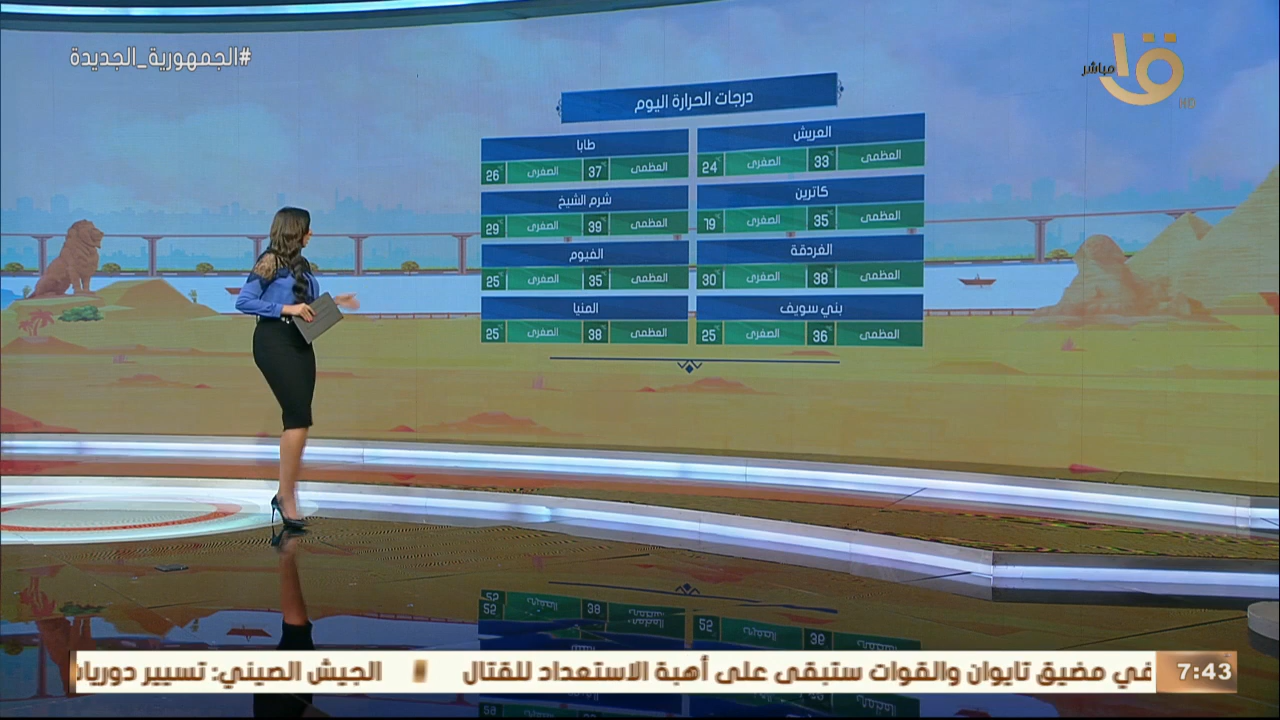 #الجمهورية_الجديدة
مباشر
HD
درجات الحرارة اليوم
العريش
العظمى 33 الصغرى 24
طابا
العظمى 37 الصغرى 26
كاترين
العظمى 35 الصغرى 19
شرم الشيخ
العظمى 39 الصغرى 29
الغردقة
العظمى 38 الصغرى 30
الفيوم
العظمى 35 الصغرى 25
بني سويف
العظمى 36 الصغرى 25
المنيا
العظمى 38 الصغرى 25
7:43
في مضيق تايوان والقوات ستبقى على أهبة الاستعداد للقتال الجيش الصيني: تسيير دوريات